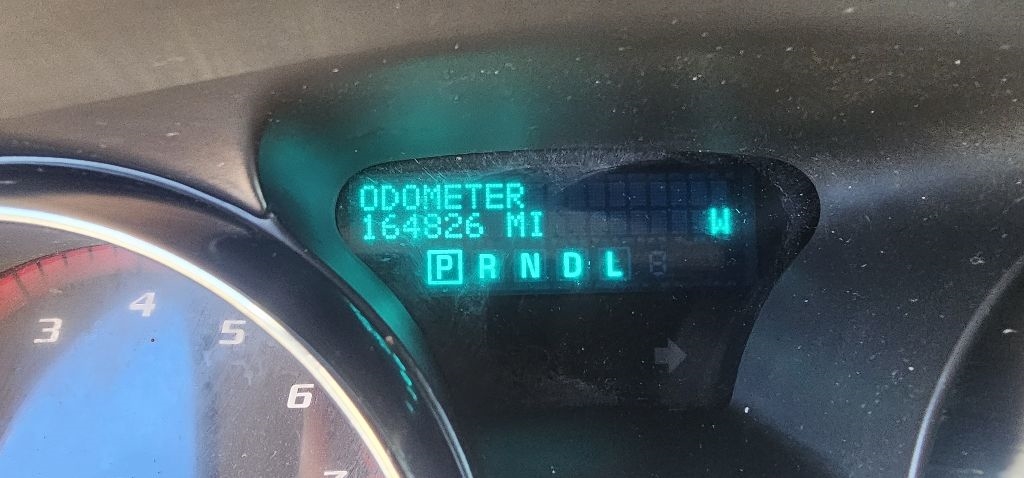 ODOMETER
164826 MI W
P R N D L
3 4 5 6